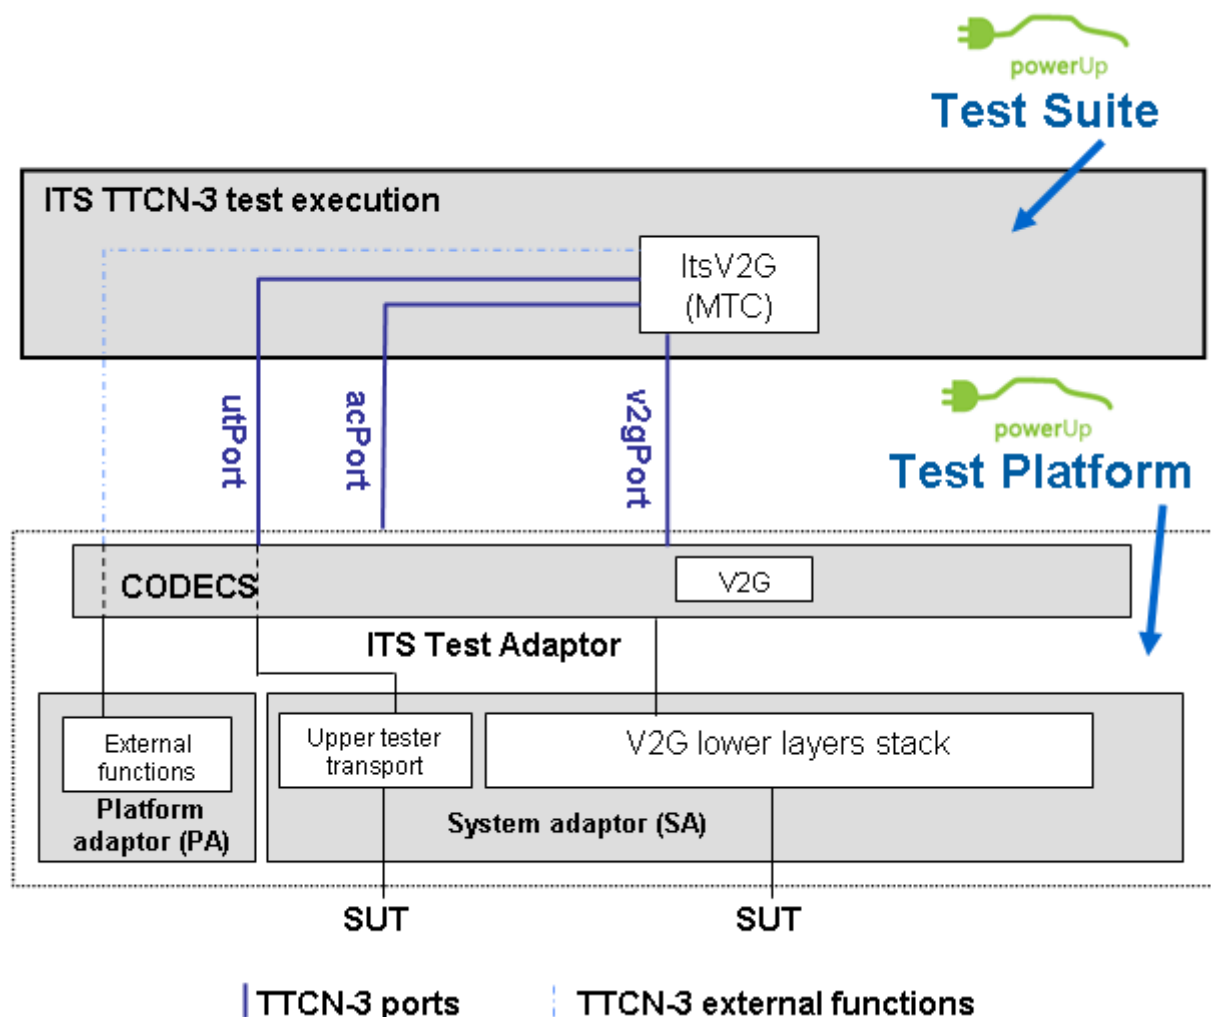 powerUp
Test Suite
ITS TTCN-3 test execution
ItsV2G
(MTC)
utPort
acPort
v2gPort
powerUp
Test Platform
CODECS
V2G
ITS Test Adaptor
External
functions
Upper tester
transport
V2G lower layers stack
Platform
adaptor (PA)
System adaptor (SA)
SUT
SUT
TTCN-3 ports
TTCN-3 external functions